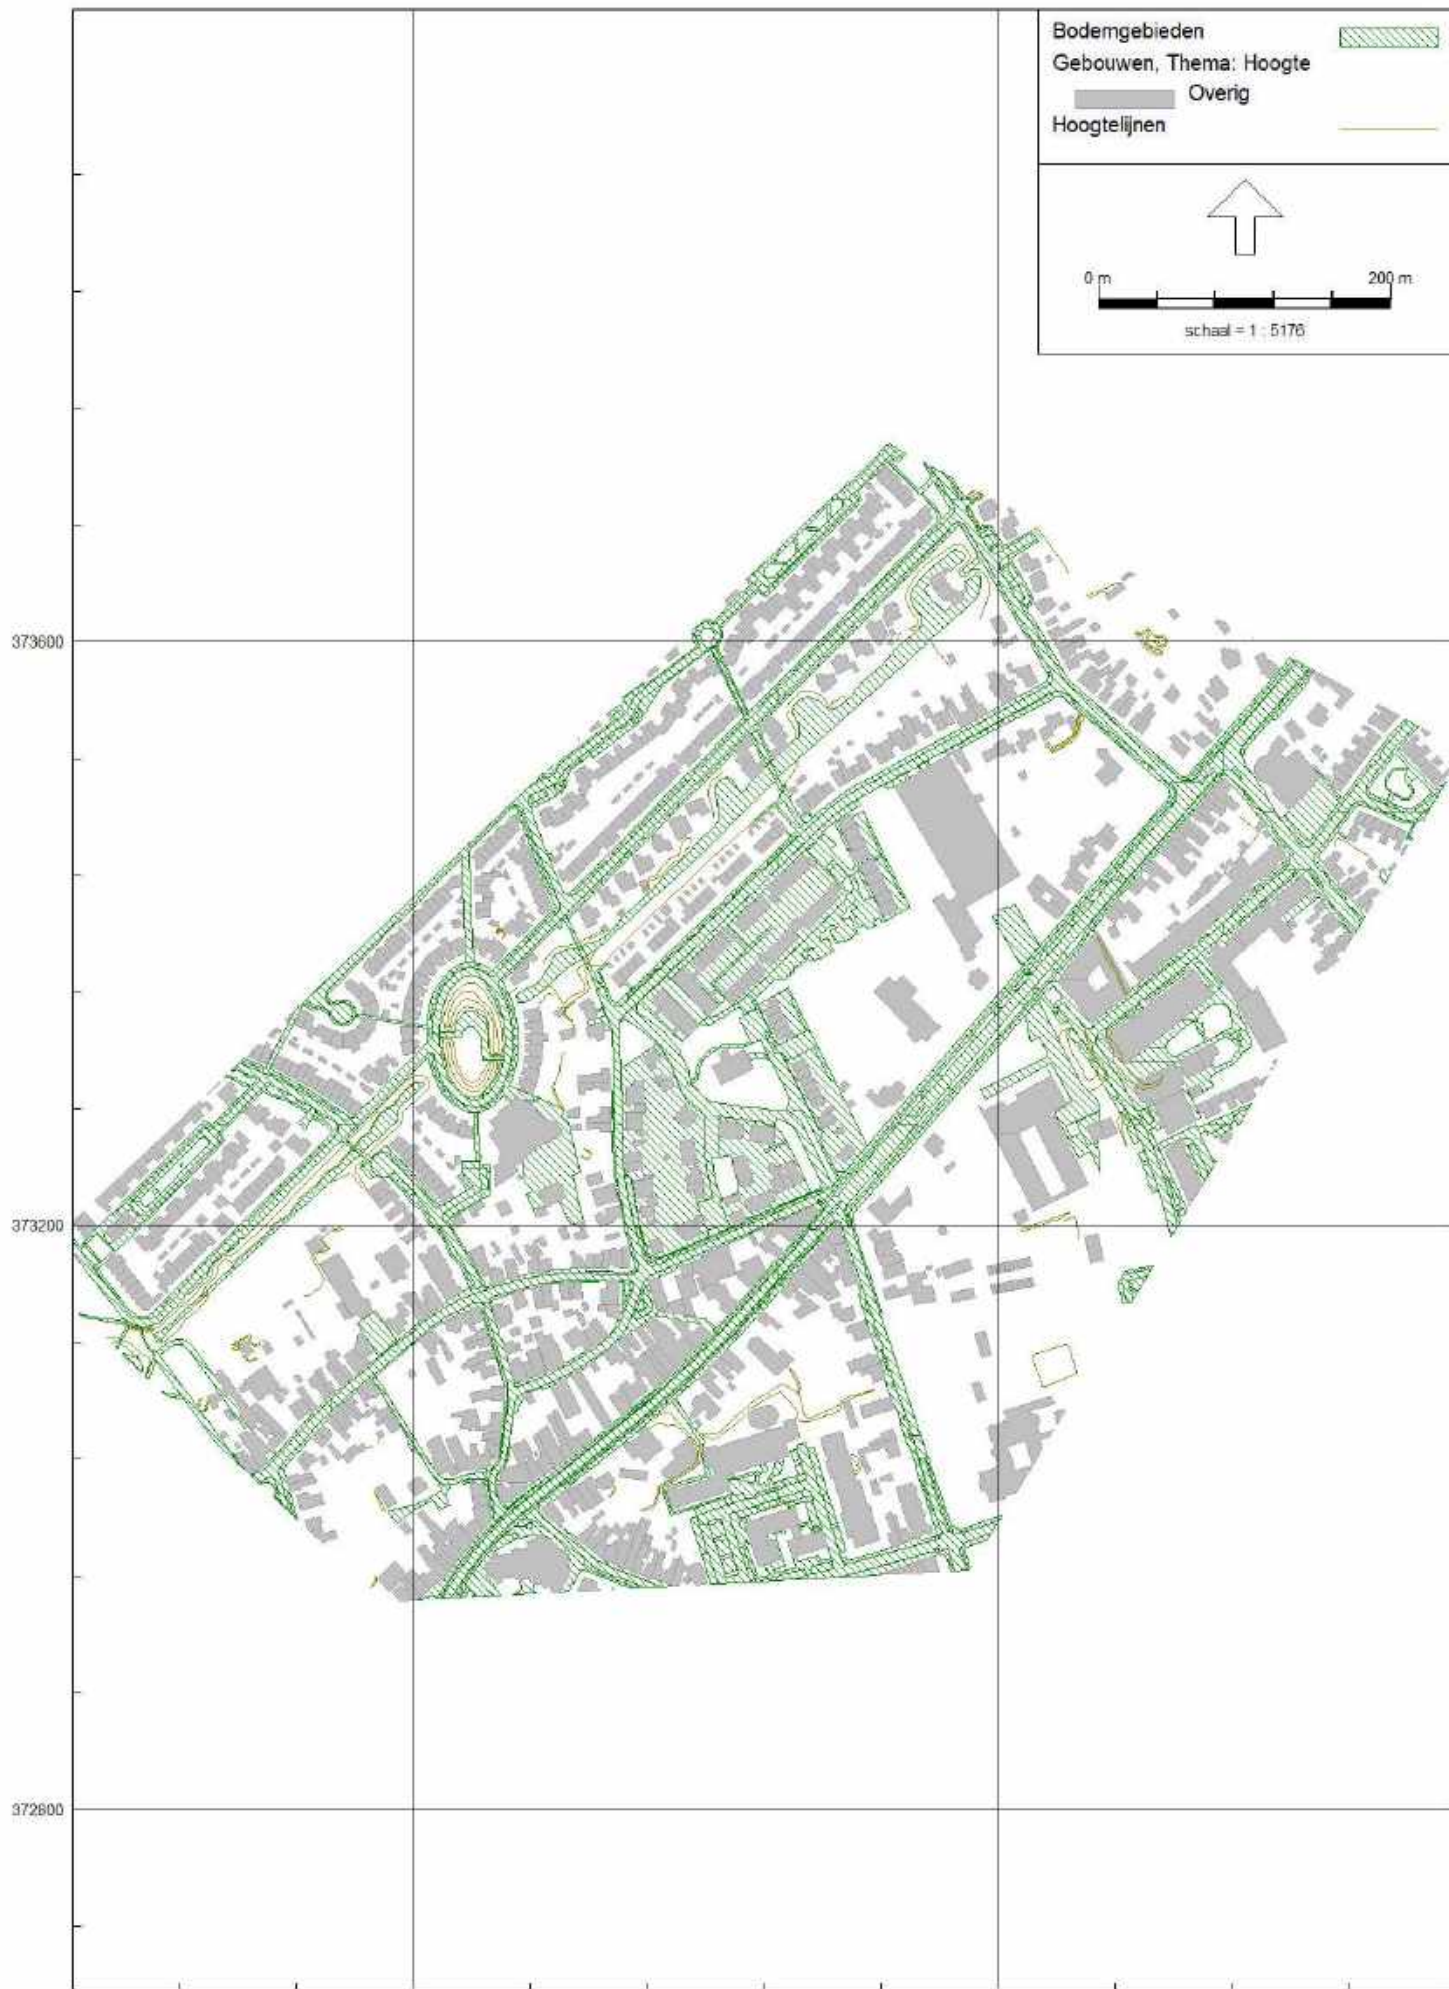 Bodemgebieden
Gebouwen, Thema: Hoogte
Overig
Hoogtelijnen
0 m 200 m
schaal = 1 : 5176
373600
373200
372800